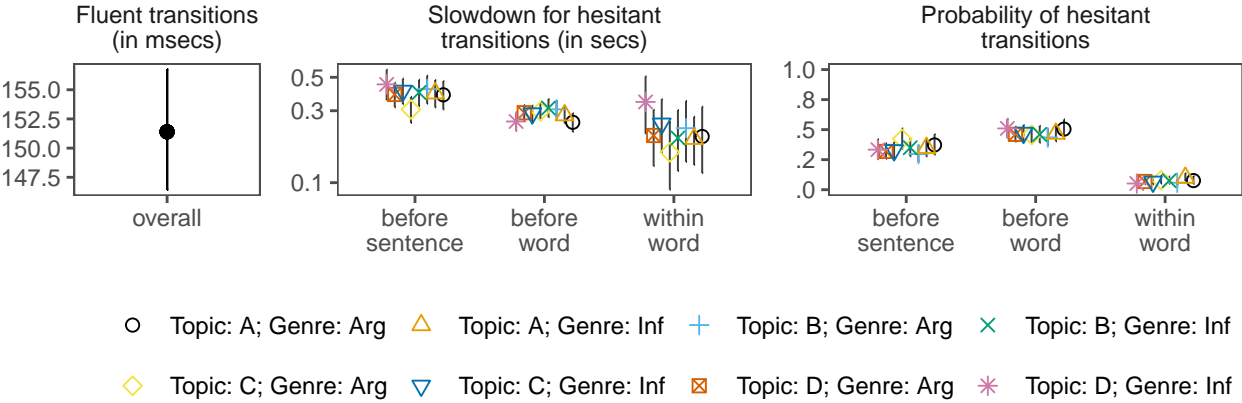 Fluent transitions
(in msecs)
155.0
152.5
150.0
147.5
overall
Slowdown for hesitant
transitions (in secs)
0.5
0.3
0.1
before
sentence
before
word
within
word
Probability of hesitant
transitions
1.0
.8
.5
.2
.0
before
sentence
before
word
within
word
Topic: A; Genre: Arg
Topic: A; Genre: Inf
Topic: B; Genre: Arg
Topic: B; Genre: Inf
Topic: C; Genre: Arg
Topic: C; Genre: Inf
Topic: D; Genre: Arg
Topic: D; Genre: Inf